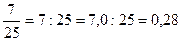 7/25 = 7 : 25 = 7,0 : 25 = 0,28